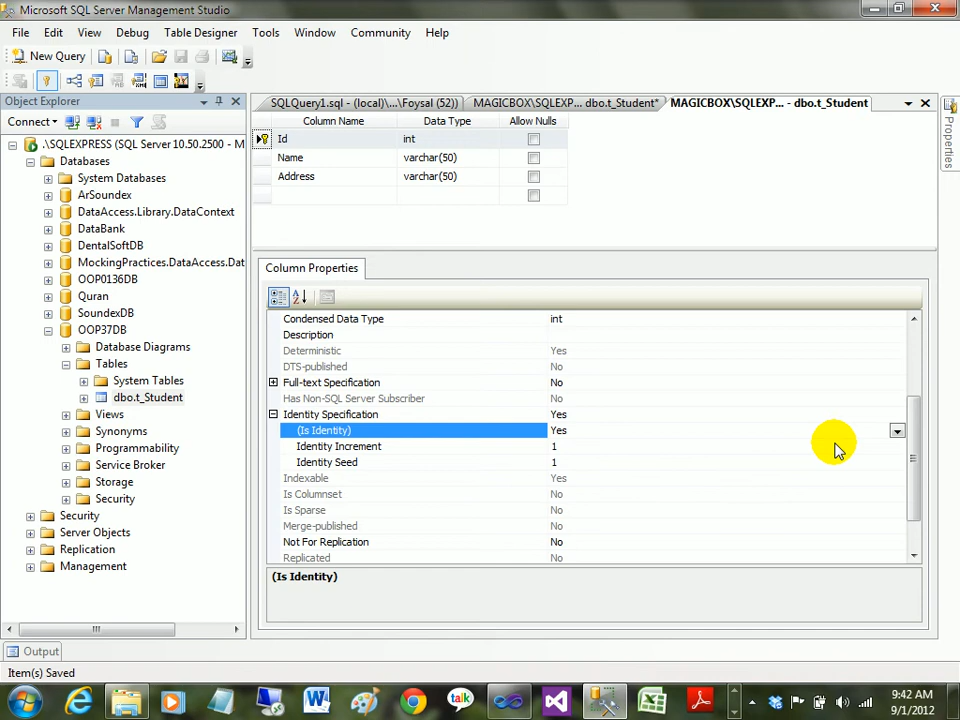 Microsoft SQL Server Management Studio
File Edit View Debug Table Designer Tools Window Community Help
New Query
Object Explorer
SQLQuery1.sql - (local)\...\Foysal (52)) MAGICBOX\SQLEXP... dbo.t_Student* MAGICBOX\SQLEXP... - dbo.t_Student
Connect
Column Name Data Type Allow Nulls
Properties
.\SQLEXPRESS (SQL Server 10.50.2500 - M
Id int
Databases
Name varchar(50)
System Databases
Address varchar(50)
ArSoundex
DataAccess.Library.DataContext
DataBank
DentalSoftDB
MockingPractices.DataAccess.Dat
OOP0136DB
Quran
SoundexDB
OOP37DB
Database Diagrams
Tables
System Tables
dbo.t_Student
Views
Synonyms
Programmability
Service Broker
Storage
Security
Security
Server Objects
Replication
Management
Column Properties
Condensed Data Type int
Description
Deterministic Yes
DTS-published No
Full-text Specification No
Has Non-SQL Server Subscriber No
Identity Specification Yes
(Is Identity) Yes
Identity Increment 1
Identity Seed 1
Indexable Yes
Is Columnset No
Is Sparse No
Merge-published No
Not For Replication No
Replicated No
(Is Identity)
Output
Item(s) Saved
talk
9:42 AM
9/1/2012